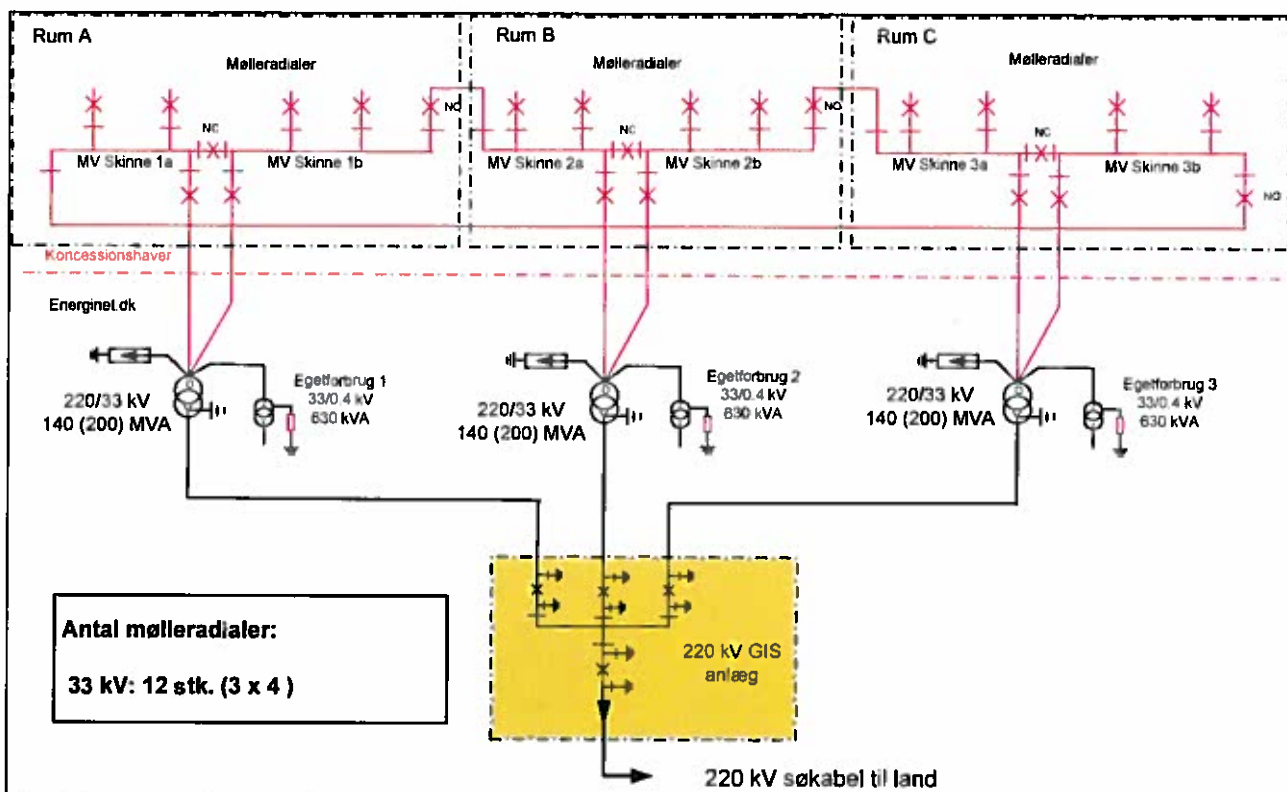 Rum A
Rum B
Rum C
Mølleradialer
Mølleradialer
Mølleradialer
NC
NO
NC
NO
NC
NO
MV Skinne 1a
MV Skinne 1b
MV Skinne 2a
MV Skinne 2b
MV Skinne 3a
MV Skinne 3b
Koncessionshaver
Energinet.dk
220/33 kV
140 (200) MVA
Egetforbrug 1
33/0.4 kV
630 kVA
220/33 kV
140 (200) MVA
Egetforbrug 2
33/0.4 kV
630 kVA
220/33 kV
140 (200) MVA
Egetforbrug 3
33/0.4 kV
630 kVA
Antal mølleradialer:
33 kV: 12 stk. (3 x 4 )
220 kV GIS
anlæg
220 kV søkabel til land